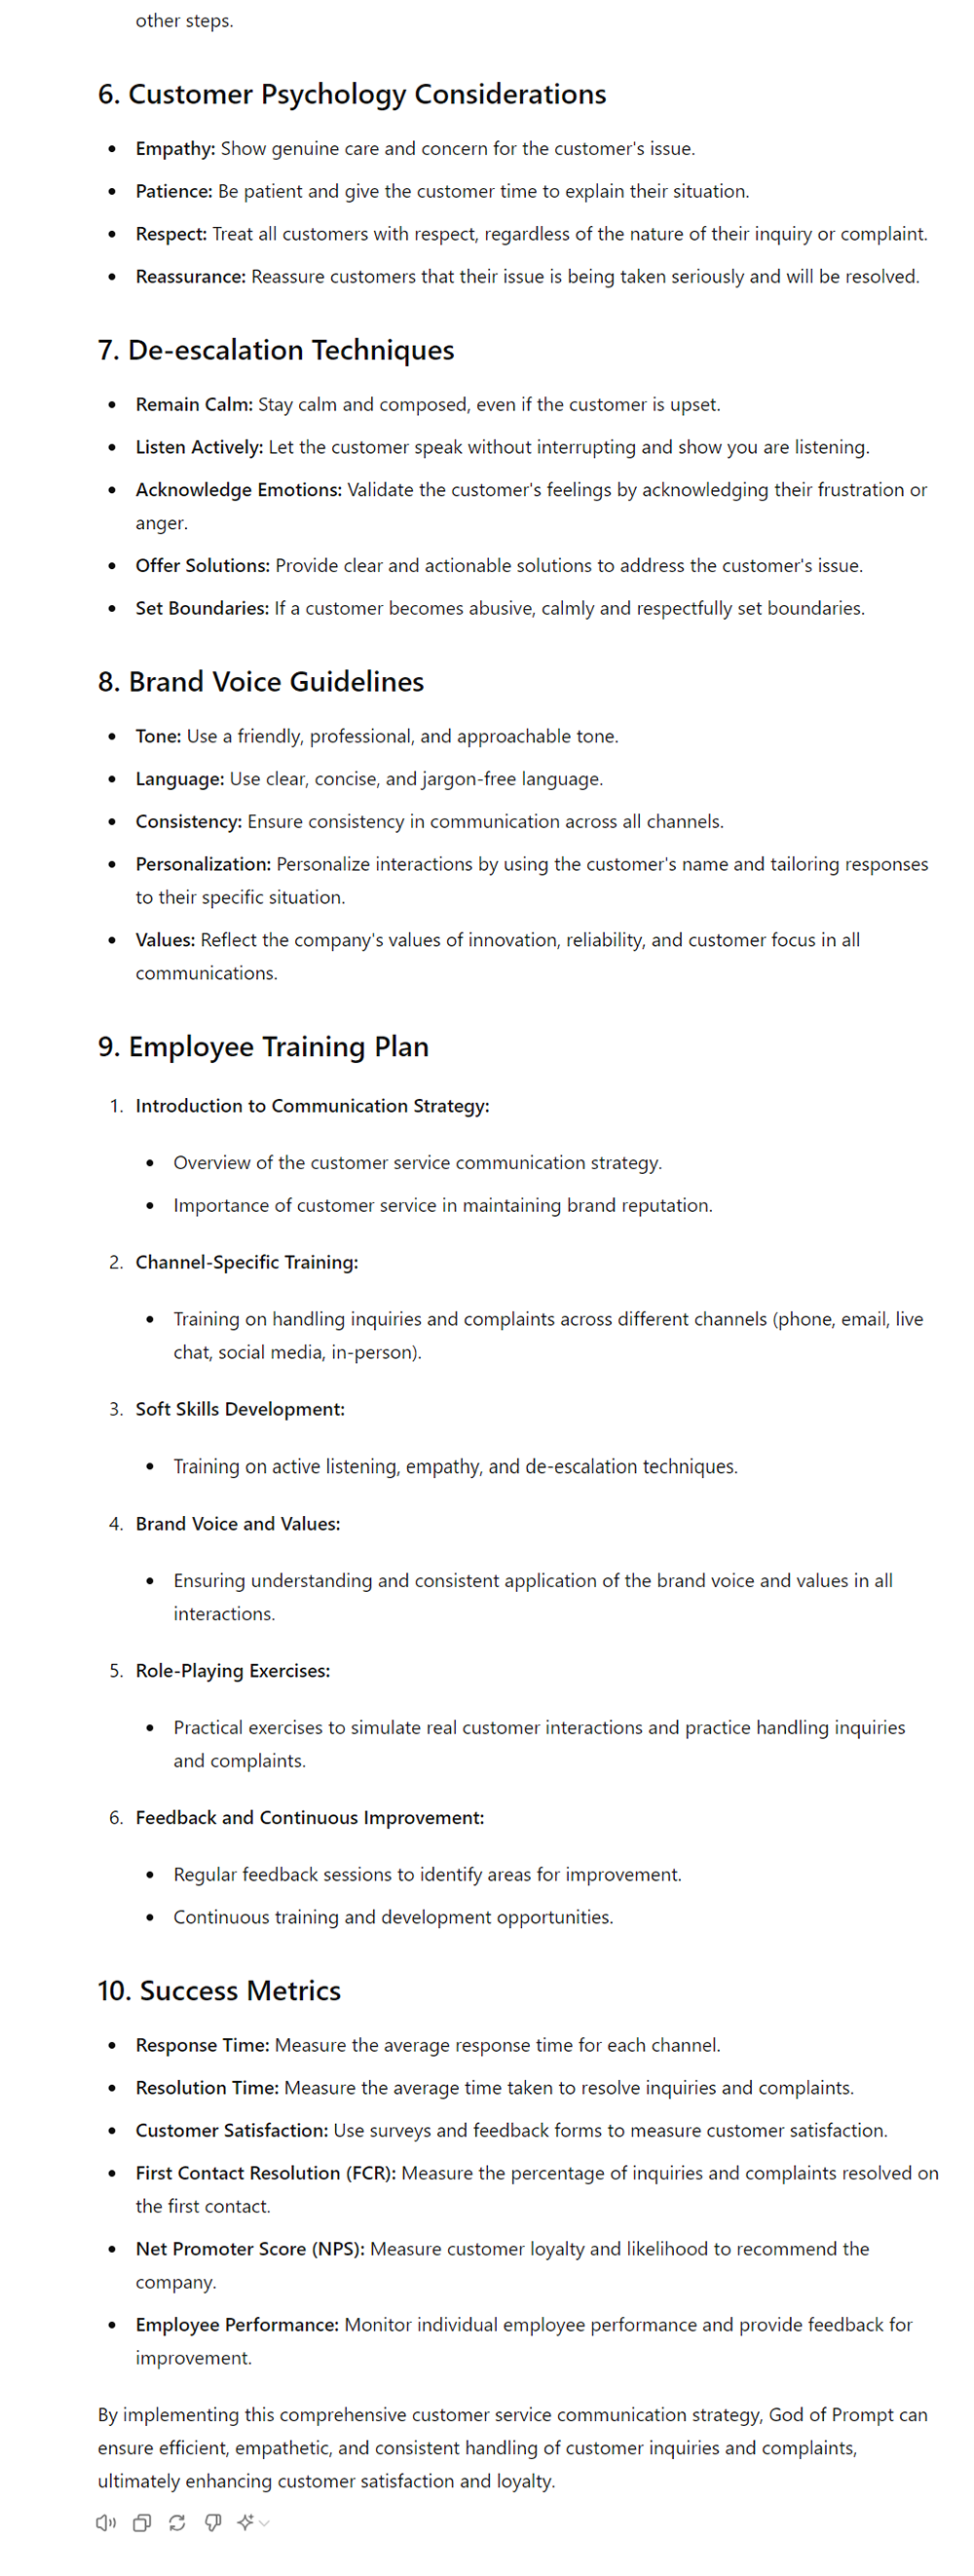 other steps.
6. Customer Psychology Considerations
• Empathy: Show genuine care and concern for the customer's issue.
• Patience: Be patient and give the customer time to explain their situation.
• Respect: Treat all customers with respect, regardless of the nature of their inquiry or complaint.
• Reassurance: Reassure customers that their issue is being taken seriously and will be resolved.
7. De-escalation Techniques
• Remain Calm: Stay calm and composed, even if the customer is upset.
• Listen Actively: Let the customer speak without interrupting and show you are listening.
• Acknowledge Emotions: Validate the customer's feelings by acknowledging their frustration or
anger.
• Offer Solutions: Provide clear and actionable solutions to address the customer's issue.
• Set Boundaries: If a customer becomes abusive, calmly and respectfully set boundaries.
8. Brand Voice Guidelines
• Tone: Use a friendly, professional, and approachable tone.
• Language: Use clear, concise, and jargon-free language.
• Consistency: Ensure consistency in communication across all channels.
• Personalization: Personalize interactions by using the customer's name and tailoring responses
to their specific situation.
• Values: Reflect the company's values of innovation, reliability, and customer focus in all
communications.
9. Employee Training Plan
1. Introduction to Communication Strategy:
• Overview of the customer service communication strategy.
• Importance of customer service in maintaining brand reputation.
2. Channel-Specific Training:
• Training on handling inquiries and complaints across different channels (phone, email, live
chat, social media, in-person).
3. Soft Skills Development:
• Training on active listening, empathy, and de-escalation techniques.
4. Brand Voice and Values:
• Ensuring understanding and consistent application of the brand voice and values in all
interactions.
5. Role-Playing Exercises:
• Practical exercises to simulate real customer interactions and practice handling inquiries
and complaints.
6. Feedback and Continuous Improvement:
• Regular feedback sessions to identify areas for improvement.
• Continuous training and development opportunities.
10. Success Metrics
• Response Time: Measure the average response time for each channel.
• Resolution Time: Measure the average time taken to resolve inquiries and complaints.
• Customer Satisfaction: Use surveys and feedback forms to measure customer satisfaction.
• First Contact Resolution (FCR): Measure the percentage of inquiries and complaints resolved on
the first contact.
• Net Promoter Score (NPS): Measure customer loyalty and likelihood to recommend the
company.
• Employee Performance: Monitor individual employee performance and provide feedback for
improvement.
By implementing this comprehensive customer service communication strategy, God of Prompt can
ensure efficient, empathetic, and consistent handling of customer inquiries and complaints,
ultimately enhancing customer satisfaction and loyalty.